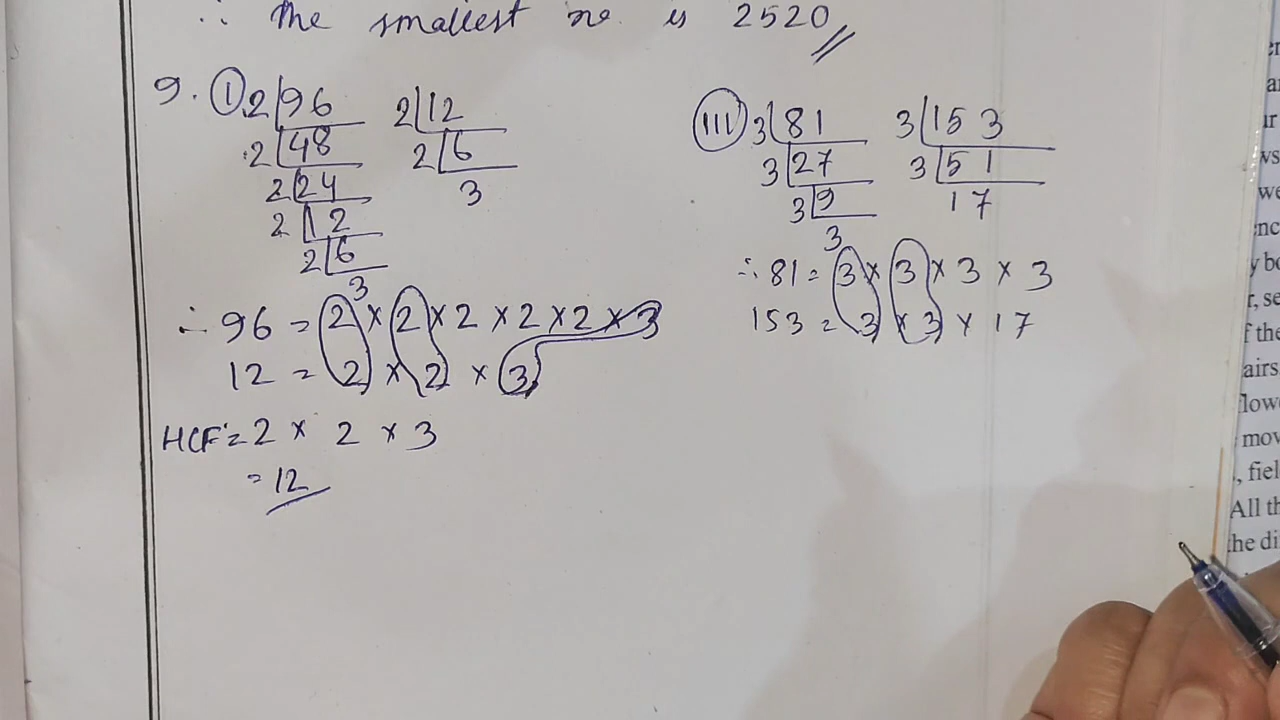 ∴ the smallest no. is 2520
9. (i) 2|96
2|48
2|24
2|12
2|6
3
2|12
2|6
3
∴ 96 = 2 × 2 × 2 × 2 × 2 × 3
12 = 2 × 2 × 3
HCF = 2 × 2 × 3
= 12
(iii) 3|81
3|27
3|9
3
3|153
3|51
17
∴ 81 = 3 × 3 × 3 × 3
153 = 3 × 3 × 17